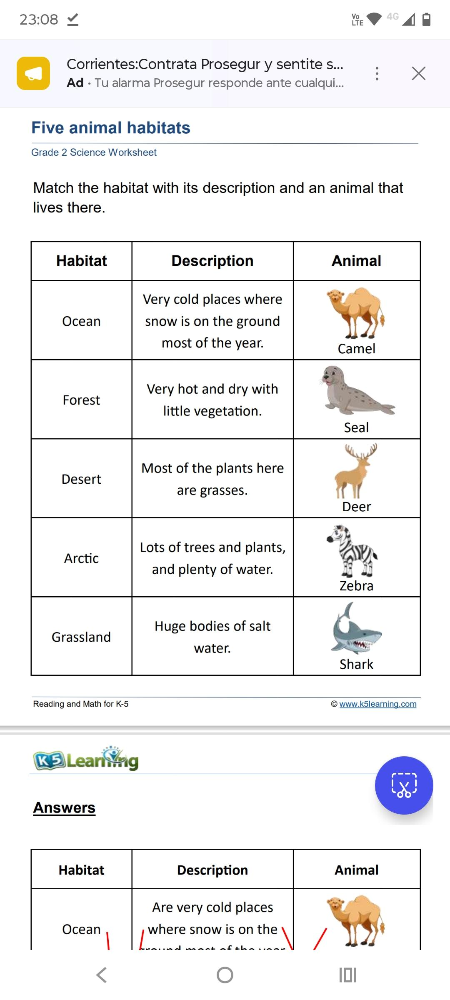 23:08
Vo
LTE
4G
Corrientes:Contrata Prosegur y sentite s...
Ad · Tu alarma Prosegur responde ante cualqui...
Five animal habitats
Grade 2 Science Worksheet
Match the habitat with its description and an animal that
lives there.
Habitat Description Animal
Ocean
Very cold places where
snow is on the ground
most of the year.
Camel
Forest
Very hot and dry with
little vegetation.
Seal
Desert
Most of the plants here
are grasses.
Deer
Arctic
Lots of trees and plants,
and plenty of water.
Zebra
Grassland
Huge bodies of salt
water.
Shark
Reading and Math for K-5 © www.k5learning.com
K5 Learning
Answers
Habitat Description Animal
Ocean
Are very cold places
where snow is on the
ground most of the year